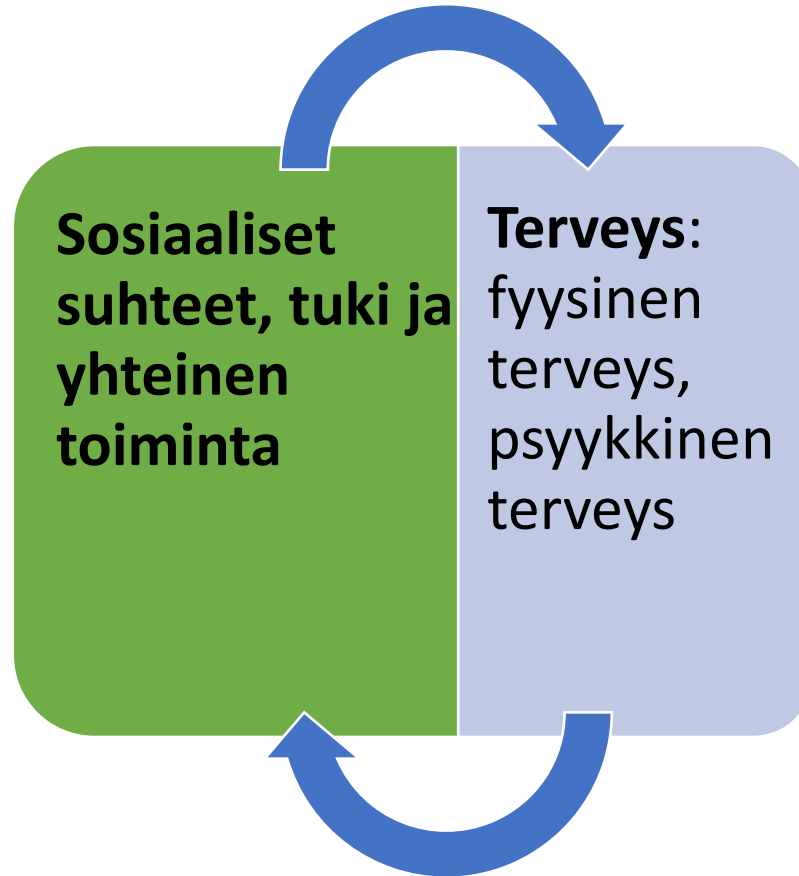 Sosiaaliset
suhteet, tuki ja
yhteinen
toiminta
Terveys:
fyysinen
terveys,
psyykkinen
terveys